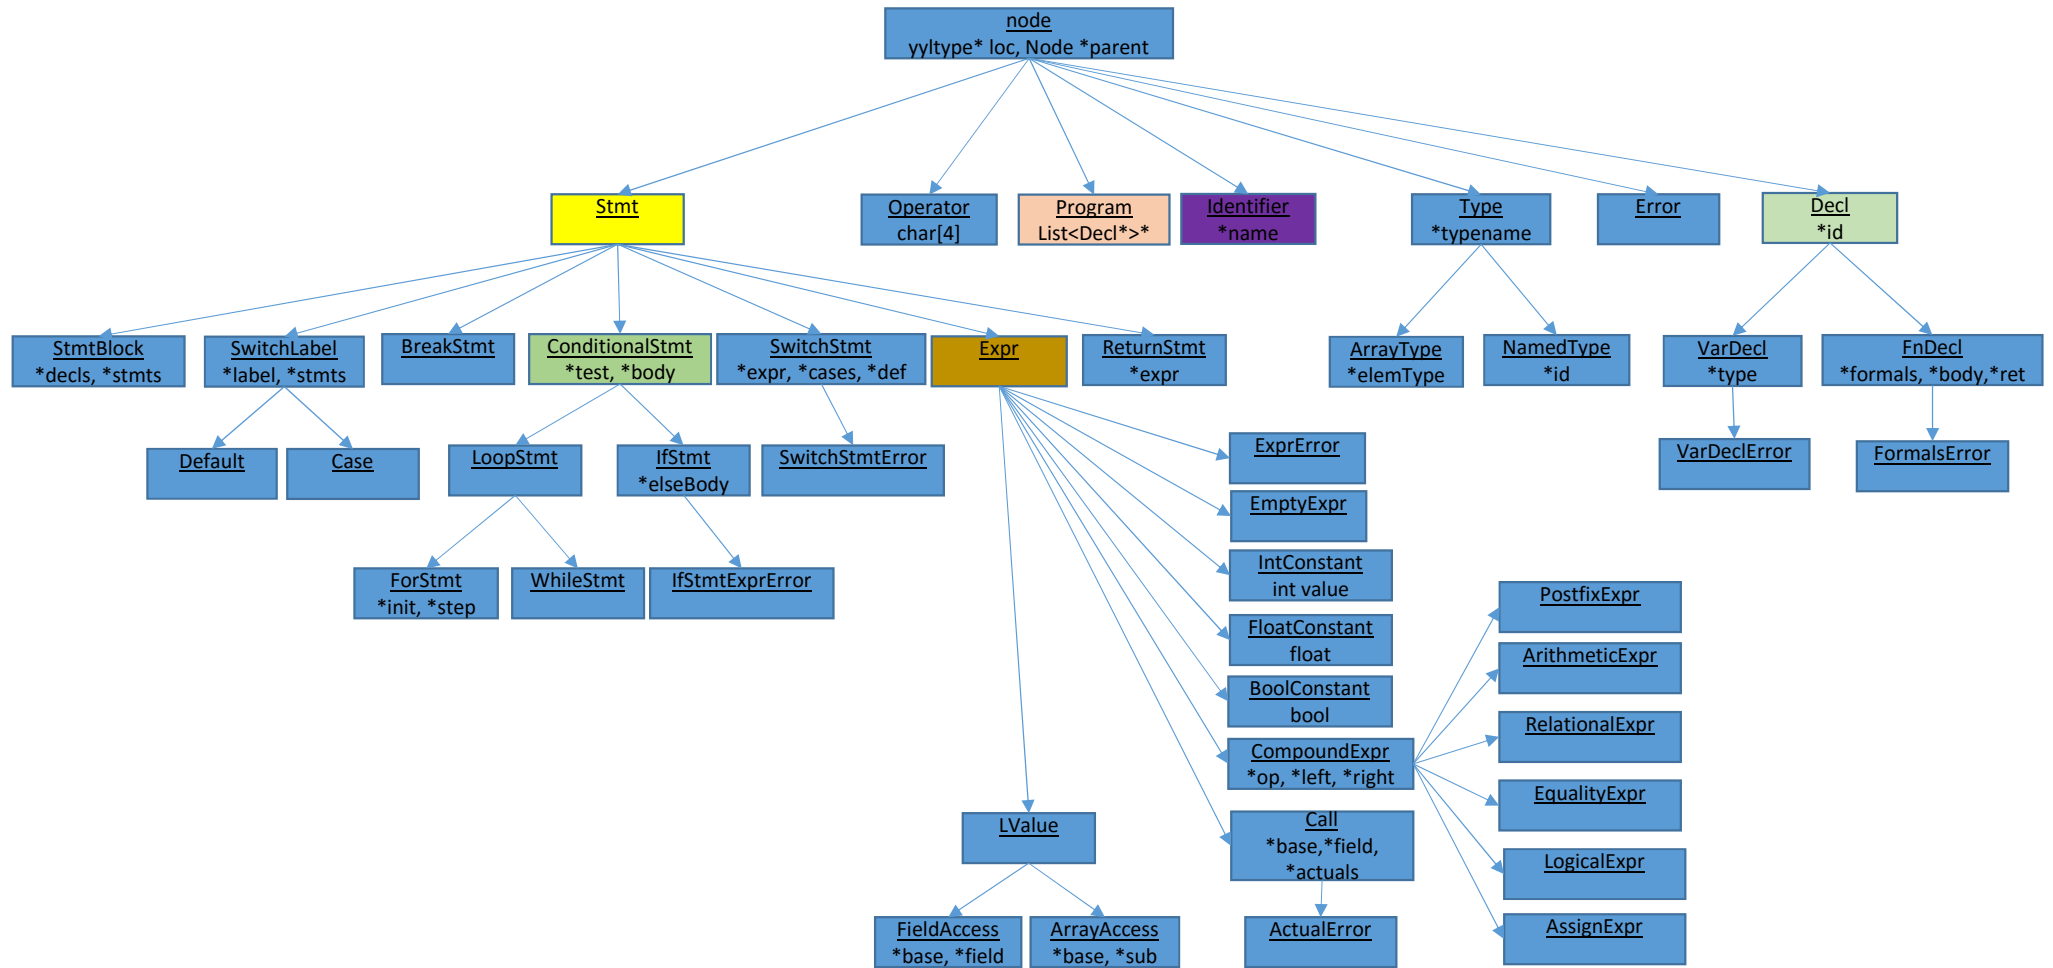 node
yyltype* loc, Node *parent
Stmt
Operator
char[4]
Program
List<Decl*>*
Identifier
*name
Type
*typename
Error
Decl
*id
StmtBlock
*decls, *stmts
SwitchLabel
*label, *stmts
BreakStmt
ConditionalStmt
*test, *body
SwitchStmt
*expr, *cases, *def
Expr
ReturnStmt
*expr
ArrayType
*elemType
NamedType
*id
VarDecl
*type
FnDecl
*formals, *body,*ret
Default
Case
LoopStmt
IfStmt
*elseBody
SwitchStmtError
ExprError
VarDeclError
FormalsError
EmptyExpr
ForStmt
*init, *step
WhileStmt
IfStmtExprError
IntConstant
int value
FloatConstant
float
BoolConstant
bool
CompoundExpr
*op, *left, *right
PostfixExpr
ArithmeticExpr
RelationalExpr
EqualityExpr
LogicalExpr
AssignExpr
LValue
Call
*base,*field,
*actuals
FieldAccess
*base, *field
ArrayAccess
*base, *sub
ActualError